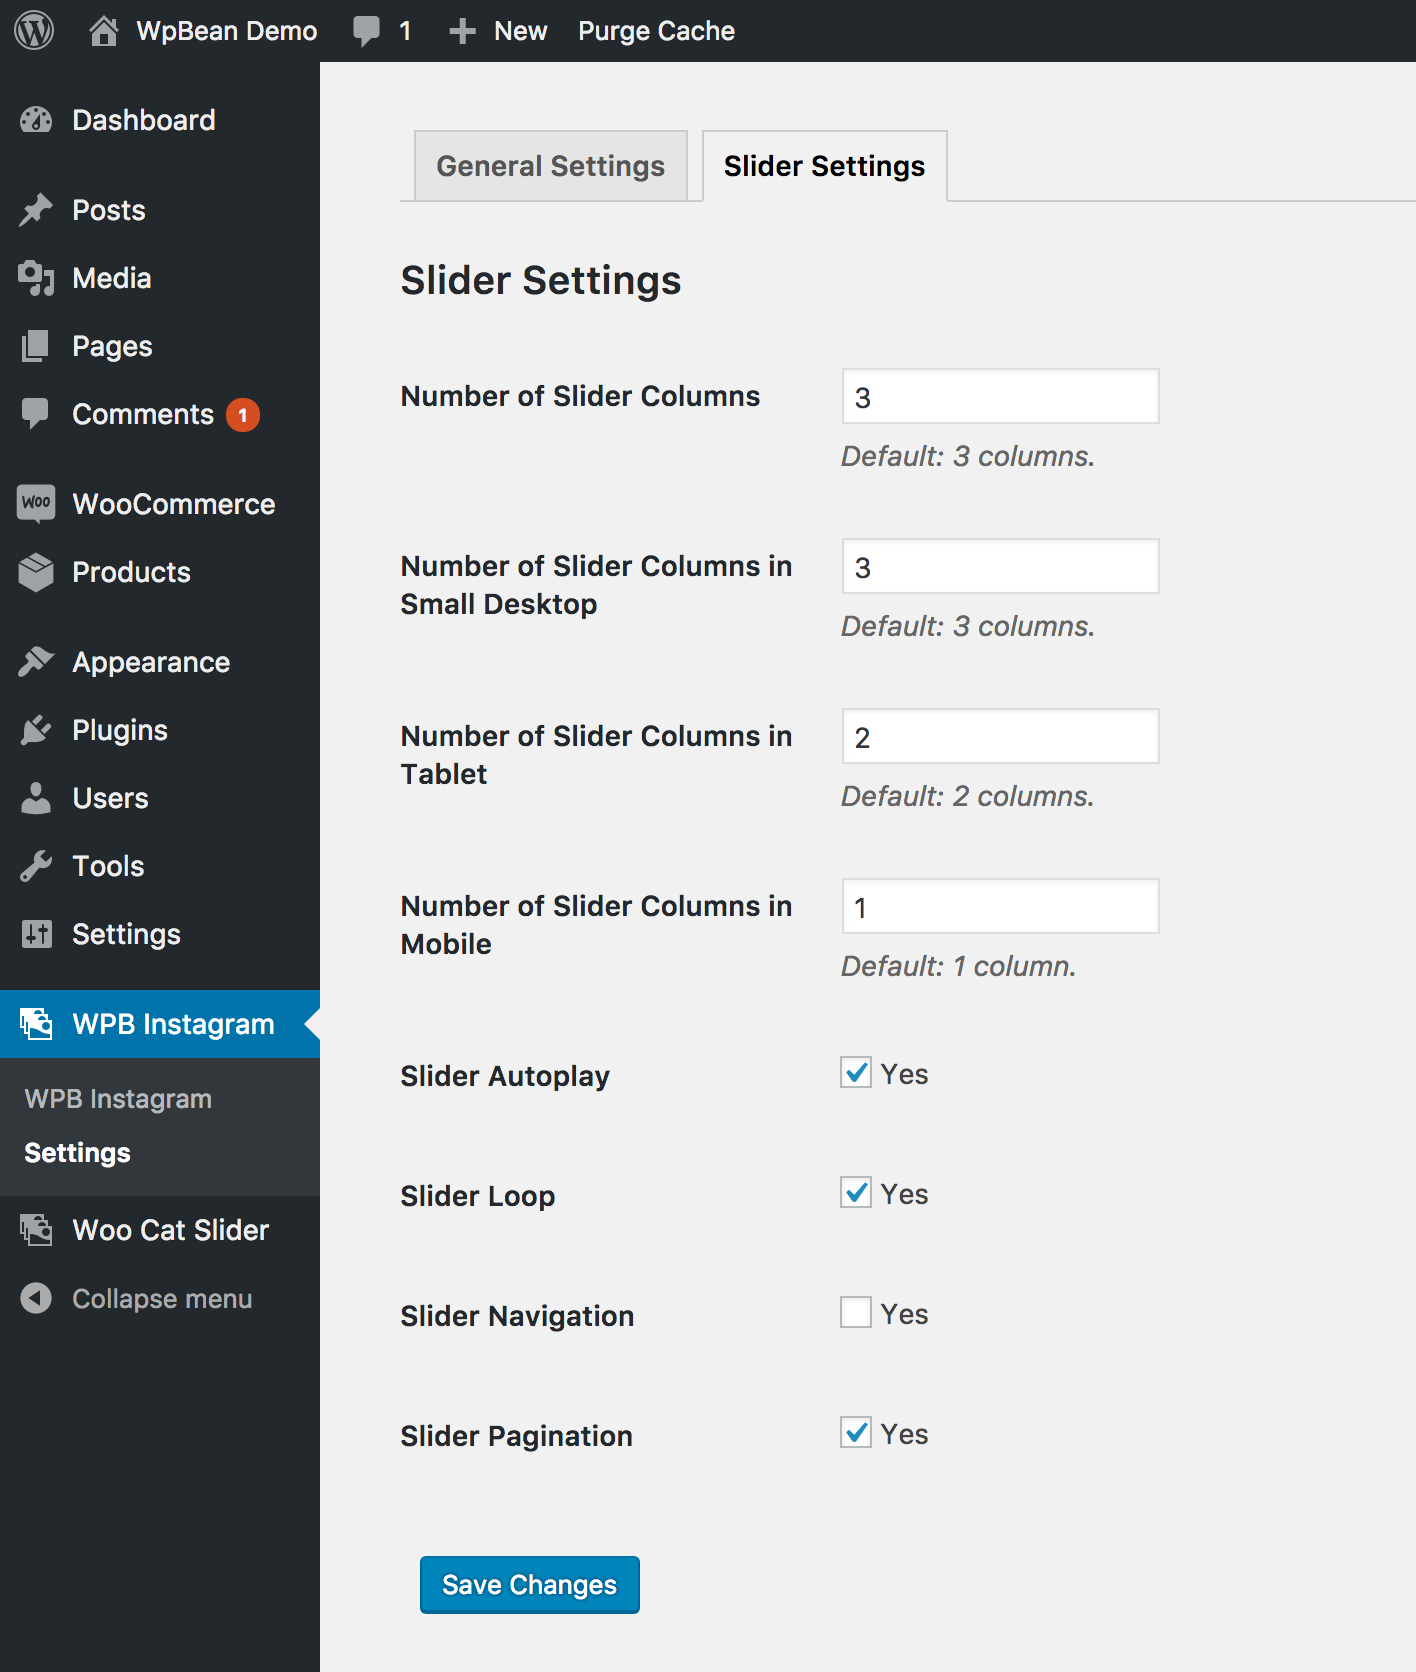 WpBean Demo 1 New Purge Cache
Dashboard
Posts
Media
Pages
Comments 1
Woo WooCommerce
Products
Appearance
Plugins
Users
Tools
Settings
WPB Instagram
WPB Instagram
Settings
Woo Cat Slider
Collapse menu
General Settings Slider Settings
Slider Settings
Number of Slider Columns 3
Default: 3 columns.
Number of Slider Columns in
Small Desktop
3
Default: 3 columns.
Number of Slider Columns in
Tablet
2
Default: 2 columns.
Number of Slider Columns in
Mobile
1
Default: 1 column.
Slider Autoplay Yes
Slider Loop Yes
Slider Navigation Yes
Slider Pagination Yes
Save Changes